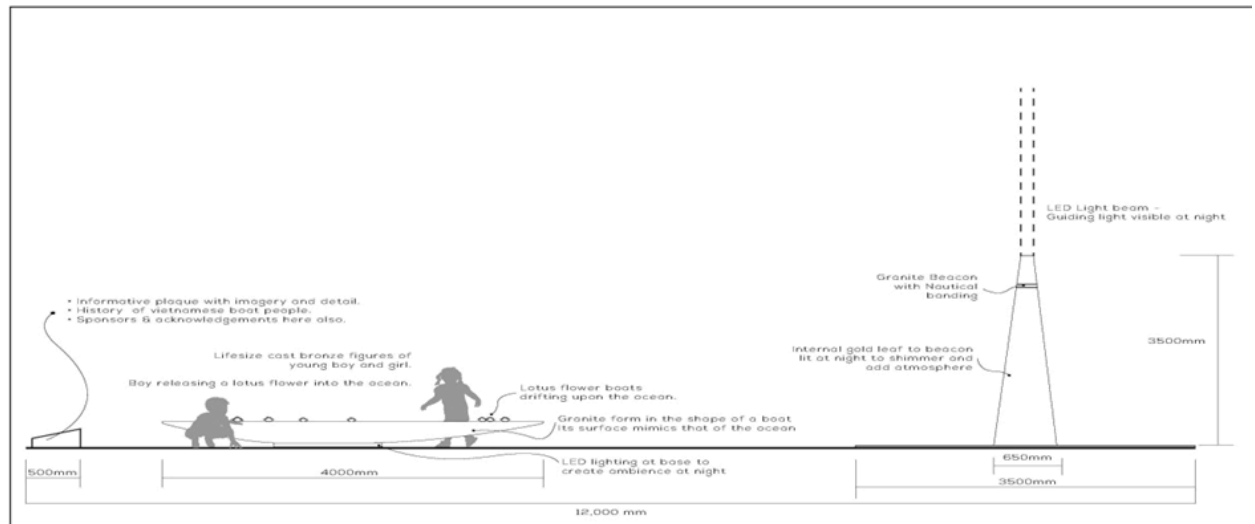 LED Light beam -
Guiding light visible at night
Granite Beacon
with Nautical
banding
• Informative plaque with imagery and detail.
• History of vietnamese boat people.
• Sponsors & acknowledgements here also.
3500mm
Internal gold leaf to beacon
lit at night to shimmer and
add atmosphere
Lifesize cast bronze figures of
young boy and girl.
Boy releasing a lotus flower into the ocean.
Lotus flower boats
drifting upon the ocean.
Granite form in the shape of a boat
Its surface mimics that of the ocean
LED lighting at base to
create ambience at night
500mm
4000mm
650mm
3500mm
12,000 mm